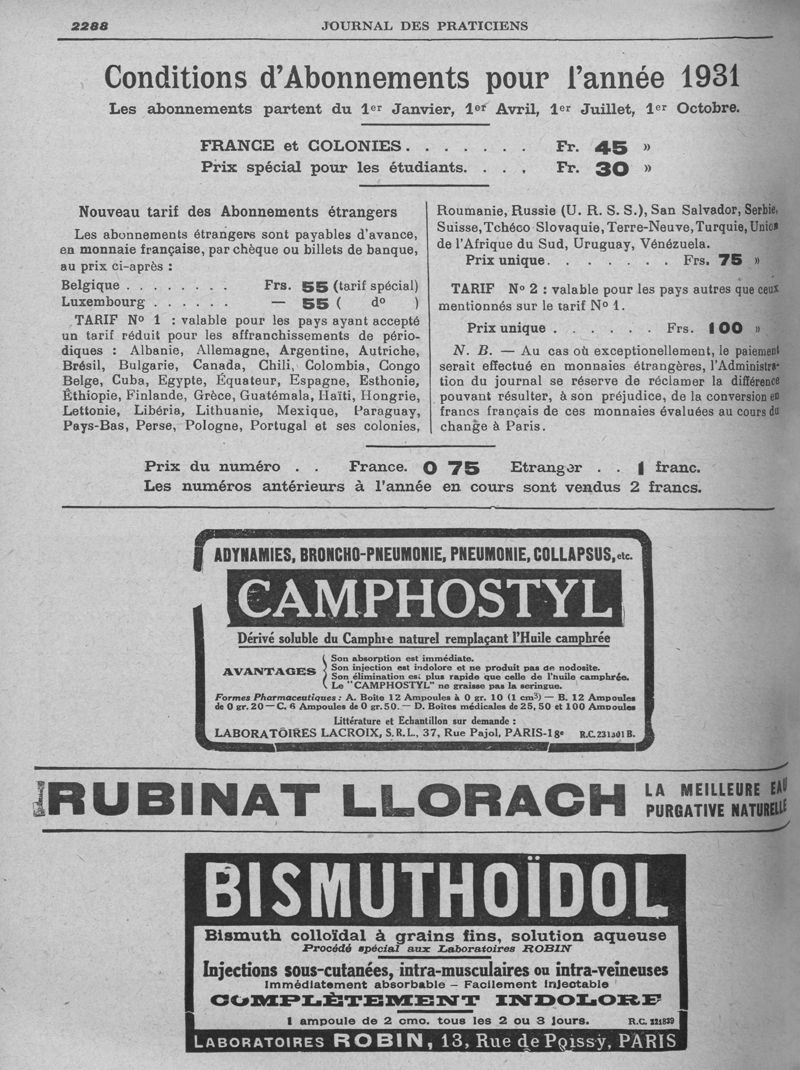 2288
JOURNAL DES PRATICIENS
Conditions d'Abonnements pour l'année 1931
Les abonnements partent du 1er Janvier, 1er Avril, 1er Juillet, 1er Octobre.
FRANCE et COLONIES. . . . . . . Fr. 45 »
Prix spécial pour les étudiants. . . . Fr. 30 »
Nouveau tarif des Abonnements étrangers
Les abonnements étrangers sont payables d'avance,
en monnaie française, par chèque ou billets de banque,
au prix ci-après :
Belgique . . . . . . . . Frs. 55 (tarif spécial)
Luxembourg . . . . . . — 55 ( do )
TARIF No 1 : valable pour les pays ayant accepté
un tarif réduit pour les affranchissements de pério-
diques : Albanie, Allemagne, Argentine, Autriche,
Brésil, Bulgarie, Canada, Chili, Colombia, Congo
Belge, Cuba, Egypte, Équateur, Espagne, Esthonie,
Éthiopie, Finlande, Grèce, Guatémala, Haïti, Hongrie,
Lettonie, Libéria, Lithuanie, Mexique, Paraguay,
Pays-Bas, Perse, Pologne, Portugal et ses colonies,
Roumanie, Russie (U. R. S. S.), San Salvador, Serbie,
Suisse, Tchéco Slovaquie, Terre-Neuve, Turquie, Union
de l'Afrique du Sud, Uruguay, Vénézuela.
Prix unique. . . . . . . Frs. 75 »
TARIF No 2 : valable pour les pays autres que ceux
mentionnés sur le tarif No 1.
Prix unique . . . . . . Frs. 100 »
N. B. — Au cas où exceptionellement, le paiement
serait effectué en monnaies étrangères, l'Administra-
tion du journal se réserve de réclamer la différence
pouvant résulter, à son préjudice, de la conversion en
francs français de ces monnaies évaluées au cours du
change à Paris.
Prix du numéro . . France. 0 75 Etranger . . 1 franc.
Les numéros antérieurs à l'année en cours sont vendus 2 francs.
ADYNAMIES, BRONCHO-PNEUMONIE, PNEUMONIE, COLLAPSUS, etc.
CAMPHOSTYL
Dérivé soluble du Camphre naturel remplaçant l'Huile camphrée
AVANTAGES
Son absorption est immédiate.
Son injection est indolore et ne produit pas de nodosite.
Son élimination est plus rapide que celle de l'huile camphrée.
Le "CAMPHOSTYL" ne graisse pas la seringue.
Formes Pharmaceutiques : A. Boîte 12 Ampoules à 0 gr. 10 (1 cm3) — B. 12 Ampoules
de 0 gr. 20 — C. 6 Ampoules de 0 gr. 50. — D. Boîtes médicales de 25, 50 et 100 Ampoules
Littérature et Echantillon sur demande :
LABORATOIRES LACROIX, S.R.L., 37, Rue Pajol, PARIS-18e R.C.231501 B.
RUBINAT LLORACH
LA MEILLEURE EAU
PURGATIVE NATURELLE
BISMUTHOÏDOL
Bismuth colloïdal à grains fins, solution aqueuse
Procédé spécial aux Laboratoires ROBIN
Injections sous-cutanées, intra-musculaires ou intra-veineuses
Immédiatement absorbable – Facilement injectable
COMPLÈTEMENT INDOLORE
1 ampoule de 2 cmc. tous les 2 ou 3 jours. R.C. 221839
LABORATOIRES ROBIN, 13, Rue de Poissy, PARIS